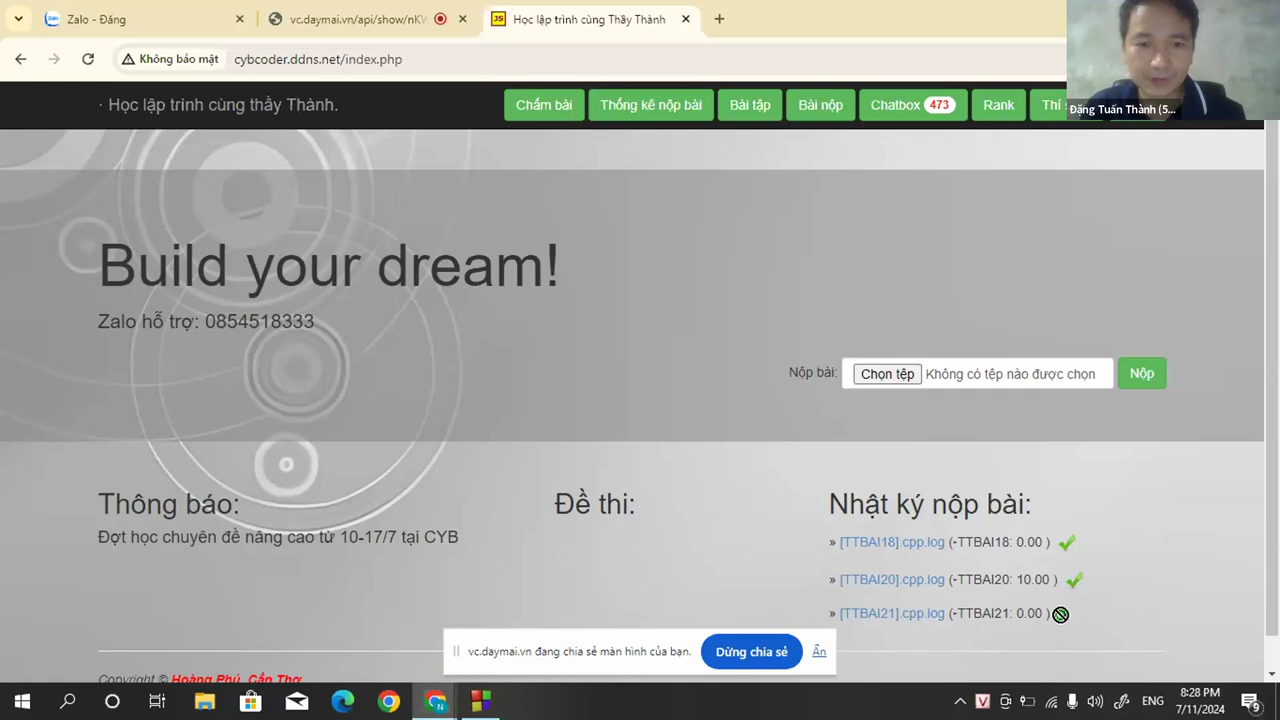 Zalo - Đăng
vc.daymai.vn/api/show/nKW
Học lập trình cùng Thầy Thành
Không bảo mật
cybcoder.ddns.net/index.php
Đặng Tuấn Thành (5...
· Học lập trình cùng thầy Thành.
Chấm bài
Thống kê nộp bài
Bài tập
Bài nộp
Chatbox 473
Rank
Thí
Build your dream!
Zalo hỗ trợ: 0854518333
Nộp bài:
Chọn tệp
Không có tệp nào được chọn
Nộp
Thông báo:
Đợt học chuyên đề nâng cao từ 10-17/7 tại CYB
Đề thi:
Nhật ký nộp bài:
» [TTBAI18].cpp.log (-TTBAI18: 0.00 )
» [TTBAI20].cpp.log (-TTBAI20: 10.00 )
» [TTBAI21].cpp.log (-TTBAI21: 0.00 )
vc.daymai.vn đang chia sẻ màn hình của bạn.
Dừng chia sẻ
Ẩn
Copyright © Hoàng Phú, Cần Thơ
ENG
8:28 PM
7/11/2024
9